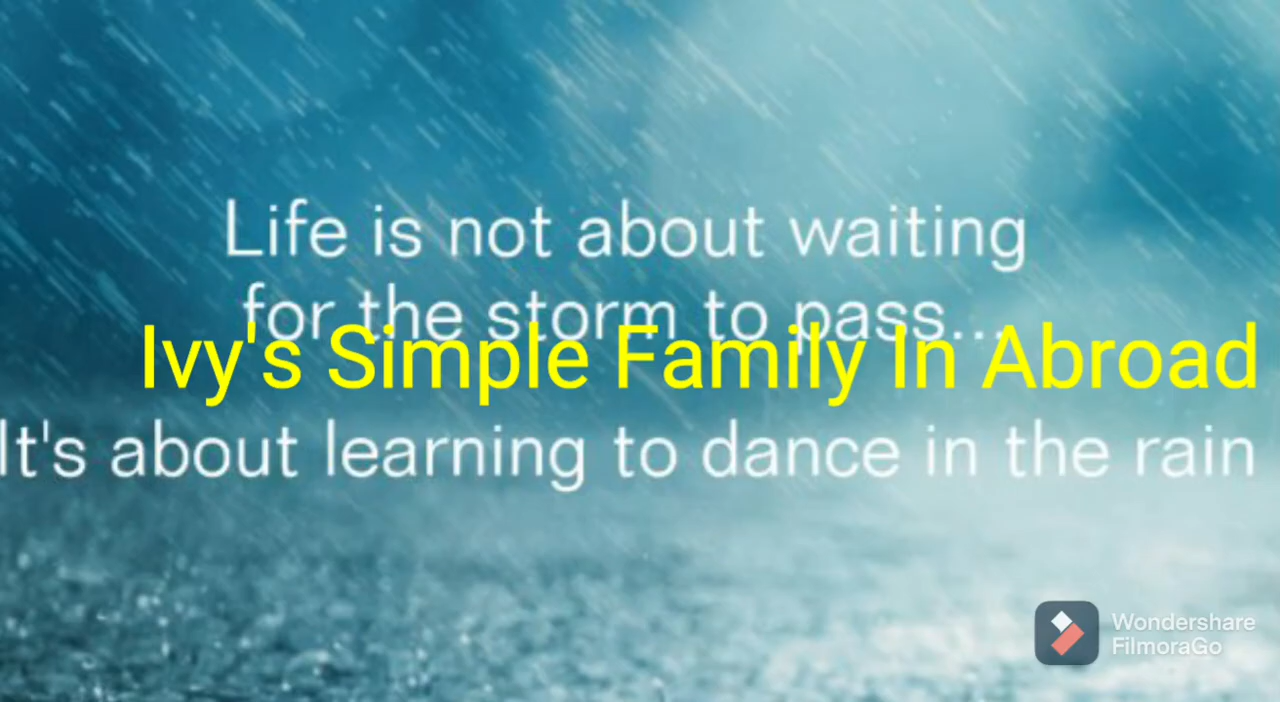 Life is not about waiting
for the storm to pass...
Ivy's Simple Family In Abroad
It's about learning to dance in the rain
Wondershare
FilmoraGo